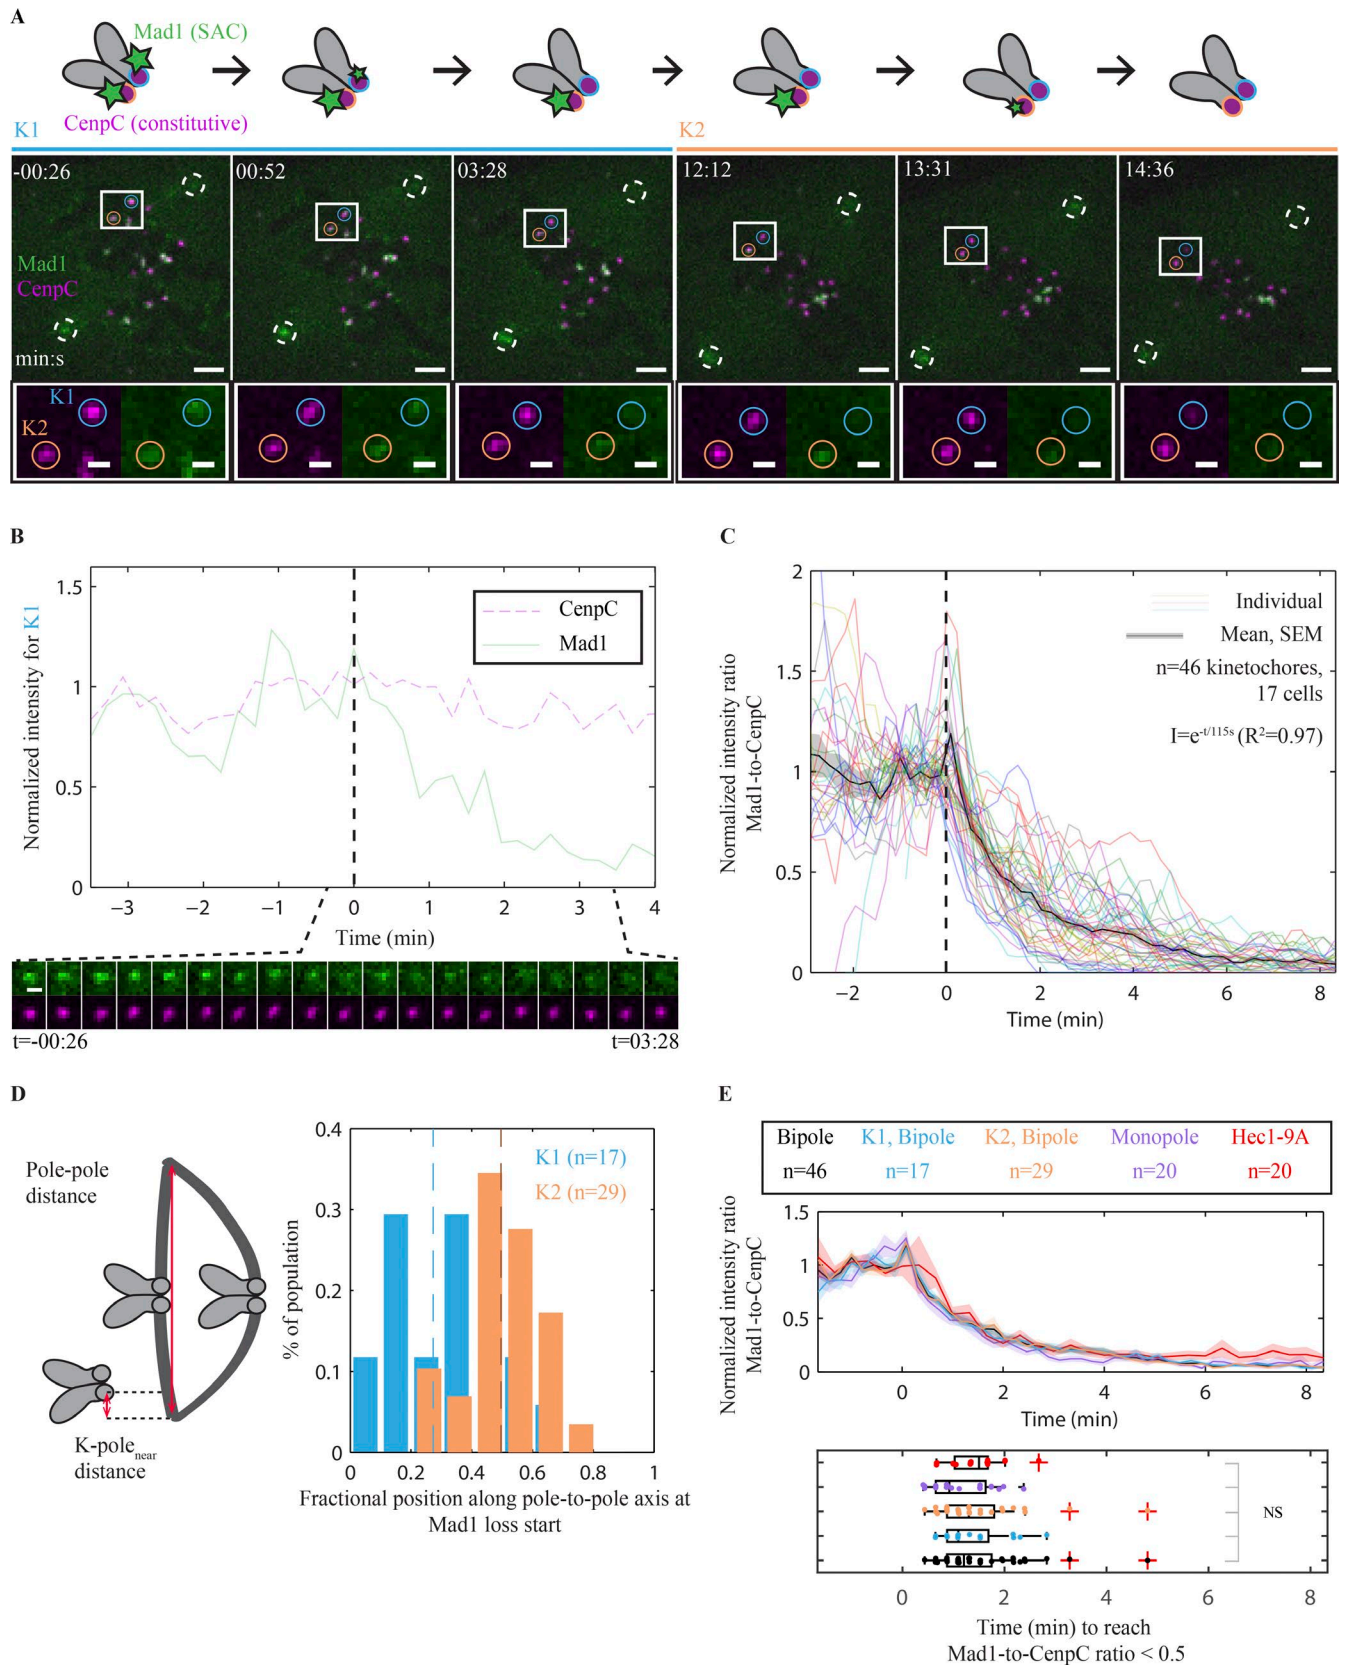 A
Mad1 (SAC)
CenpC (constitutive)
K1
K2
-00:26
00:52
03:28
12:12
13:31
14:36
Mad1
CenpC
min:s
K1
K2
B
1.5
1
0.5
0
Normalized intensity for K1
CenpC
Mad1
−3
−2
−1
0
1
2
3
4
Time (min)
t=-00:26
t=03:28
C
2
1.5
1
0.5
0
Normalized intensity ratio
Mad1-to-CenpC
Individual
Mean, SEM
n=46 kinetochores,
17 cells
I=e-t/115s (R2=0.97)
−2
0
2
4
6
8
Time (min)
D
Pole-pole
distance
K-polenear
distance
0.4
0.3
0.2
0.1
0
% of population
K1 (n=17)
K2 (n=29)
0
0.2
0.4
0.6
0.8
1
Fractional position along pole-to-pole axis at
Mad1 loss start
E
Bipole K1, Bipole K2, Bipole Monopole Hec1-9A
n=46 n=17 n=29 n=20 n=20
1.5
1
0.5
0
Normalized intensity ratio
Mad1-to-CenpC
0
2
4
6
8
Time (min)
NS
0
2
4
6
8
Time (min) to reach
Mad1-to-CenpC ratio < 0.5